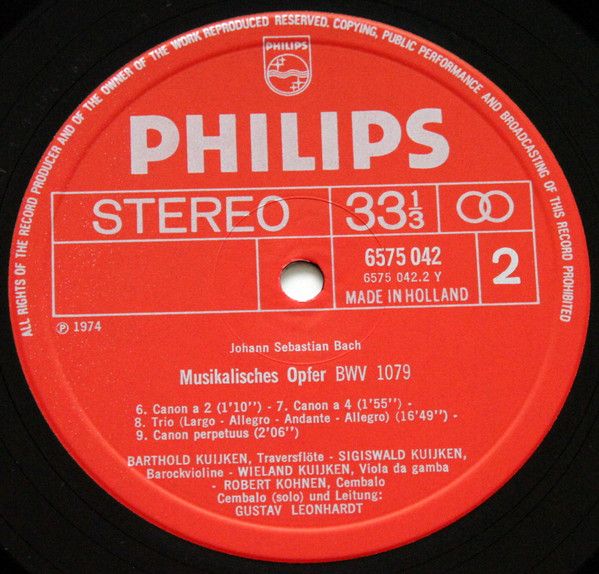 ALL RIGHTS OF THE RECORD PRODUCER AND OF THE OWNER OF THE WORK REPRODUCED RESERVED. COPYING, PUBLIC PERFORMANCE AND BROADCASTING OF THIS RECORD PROHIBITED
PHILIPS
PHILIPS
STEREO 33⅓
6575 042
6575 042.2 Y
MADE IN HOLLAND
2
℗ 1974
Johann Sebastian Bach
Musikalisches Opfer BWV 1079
6. Canon a 2 (1'10'') - 7. Canon a 4 (1'55'') -
8. Trio (Largo - Allegro - Andante - Allegro) (16'49'') -
9. Canon perpetuus (2'06'')
BARTHOLD KUIJKEN, Traversflöte - SIGISWALD KUIJKEN,
Barockvioline - WIELAND KUIJKEN, Viola da gamba
- ROBERT KOHNEN, Cembalo
Cembalo (solo) und Leitung:
GUSTAV LEONHARDT